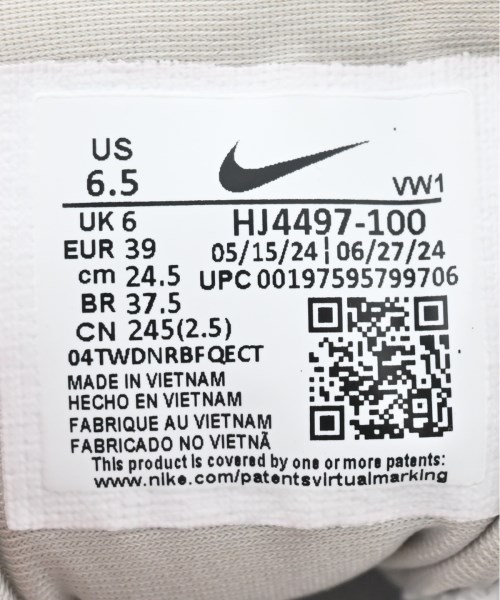 US
6.5
VW1
UK 6
HJ4497-100
EUR 39
05/15/24 | 06/27/24
cm 24.5
UPC 00197595799706
BR 37.5
CN 245(2.5)
04TWDNRBFQECT
MADE IN VIETNAM
HECHO EN VIETNAM
FABRIQUE AU VIETNAM
FABRICADO NO VIETNÃ
This product is covered by one or more patents:
www.nike.com/patentsvirtualmarking